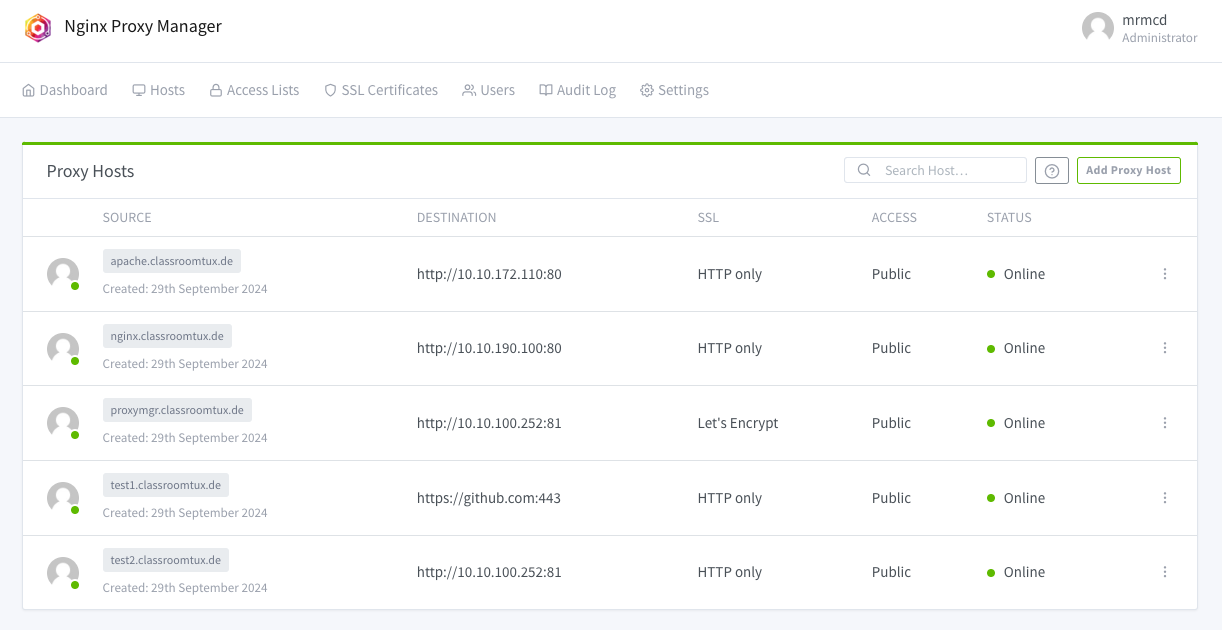 Nginx Proxy Manager
mrmcd
Administrator
Dashboard Hosts Access Lists SSL Certificates Users Audit Log Settings
Proxy Hosts Search Host… Add Proxy Host
SOURCE DESTINATION SSL ACCESS STATUS
apache.classroomtux.de
http://10.10.172.110:80 HTTP only Public Online
Created: 29th September 2024
nginx.classroomtux.de
http://10.10.190.100:80 HTTP only Public Online
Created: 29th September 2024
proxymgr.classroomtux.de
http://10.10.100.252:81 Let's Encrypt Public Online
Created: 29th September 2024
test1.classroomtux.de
https://github.com:443 HTTP only Public Online
Created: 29th September 2024
test2.classroomtux.de
http://10.10.100.252:81 HTTP only Public Online
Created: 29th September 2024